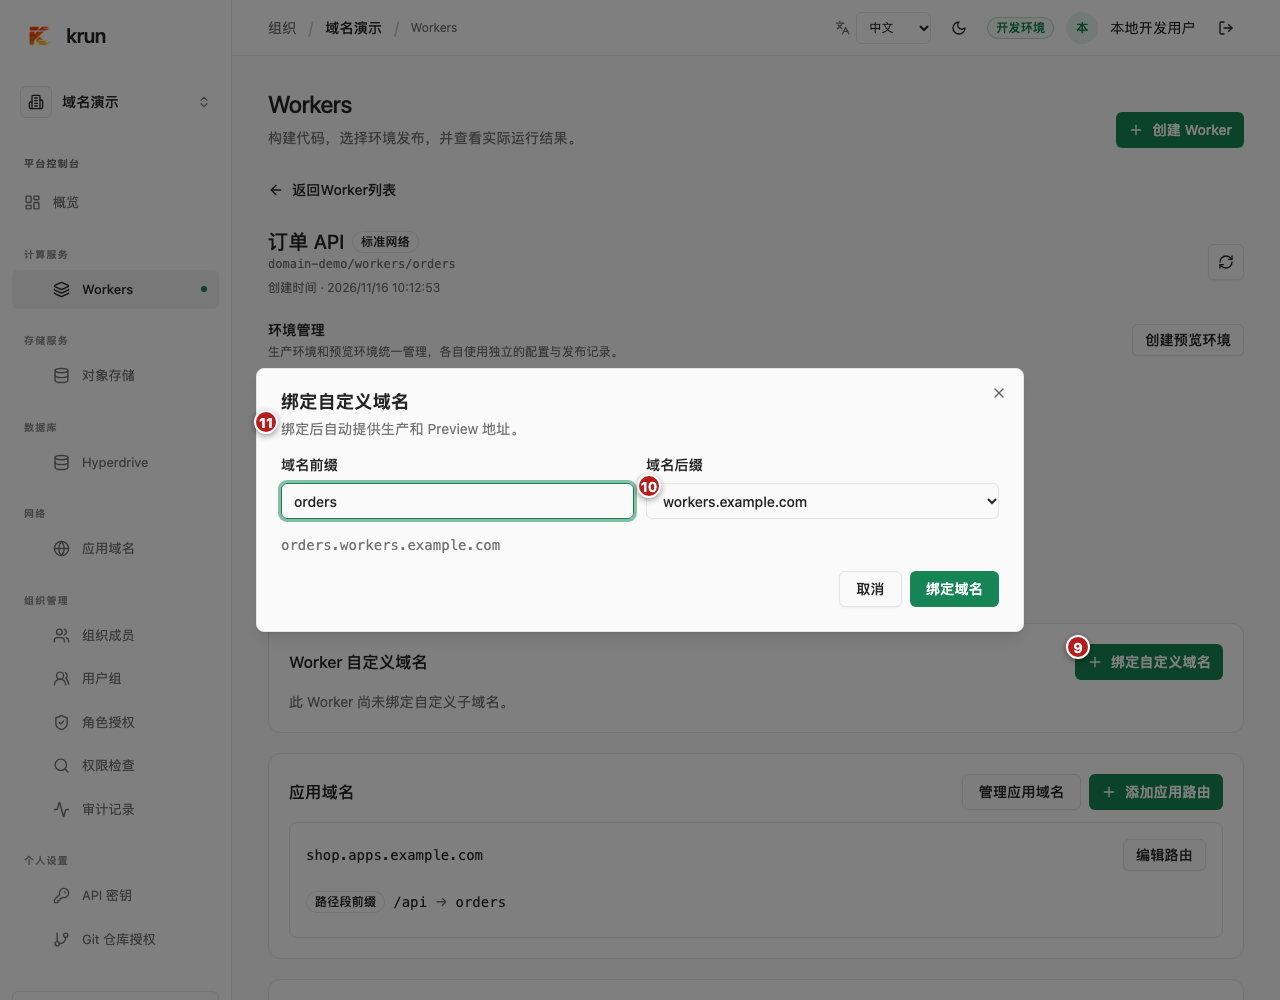 krun
组织 / 域名演示 / Workers
中文
开发环境
本
本地开发用户
域名演示
平台控制台
概览
计算服务
Workers
存储服务
对象存储
数据库
Hyperdrive
网络
应用域名
组织管理
组织成员
用户组
角色授权
权限检查
审计记录
个人设置
API 密钥
Git 仓库授权
Workers
构建代码，选择环境发布，并查看实际运行结果。
创建 Worker
返回Worker列表
订单 API 标准网络
domain-demo/workers/orders
创建时间 · 2026/11/16 10:12:53
环境管理
生产环境和预览环境统一管理，各自使用独立的配置与发布记录。
创建预览环境
绑定自定义域名
11
绑定后自动提供生产和 Preview 地址。
域名前缀
域名后缀
orders
10
workers.example.com
orders.workers.example.com
取消
绑定域名
Worker 自定义域名
9
绑定自定义域名
此 Worker 尚未绑定自定义子域名。
应用域名
管理应用域名
添加应用路由
shop.apps.example.com
编辑路由
路径段前缀 /api → orders